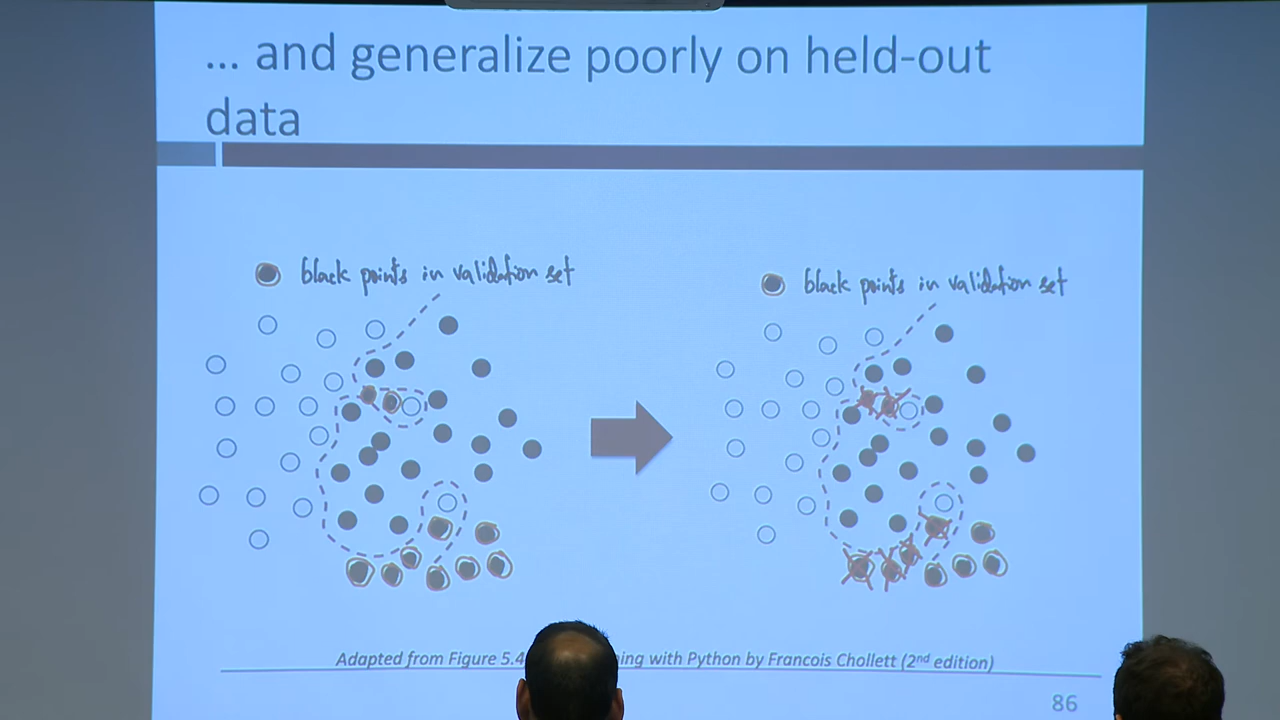 ... and generalize poorly on held-out
data
black points in validation set
black points in validation set
Adapted from Figure 5.4 with Python by Francois Chollett (2nd edition)
86